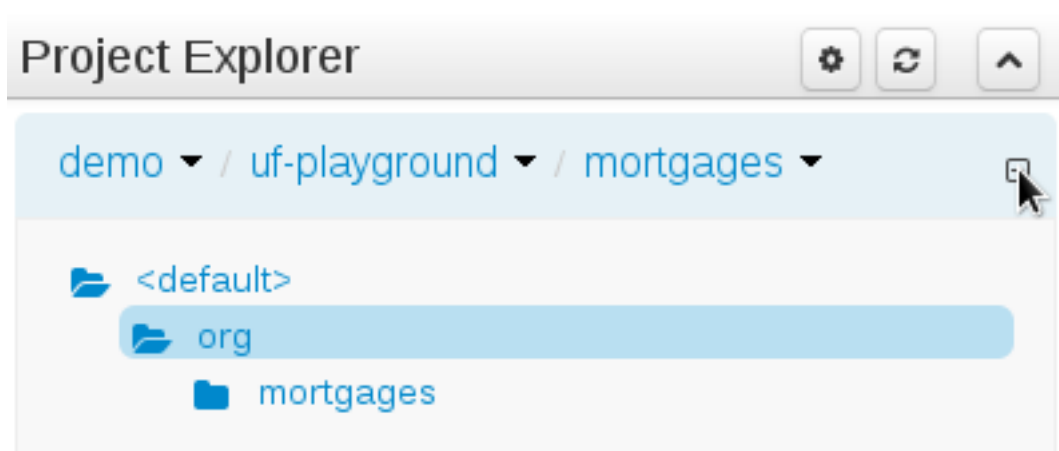 Project Explorer
demo / uf-playground / mortgages
<default>
org
mortgages